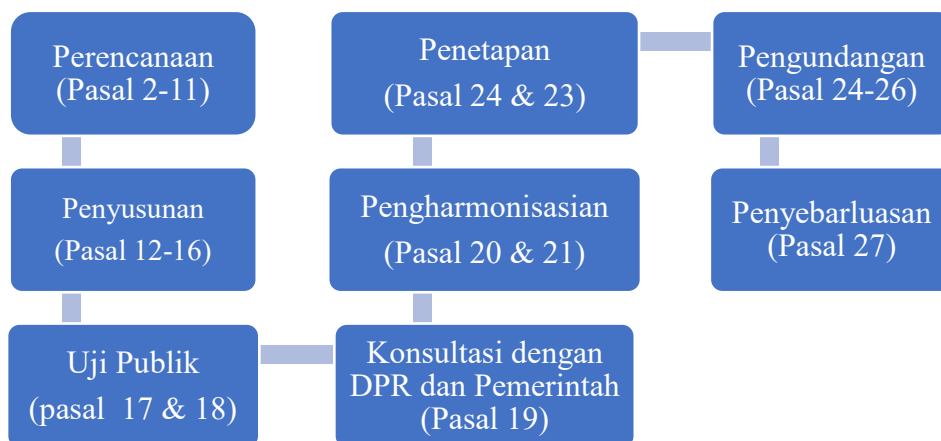 Perencanaan
(Pasal 2-11)
Penyusunan
(Pasal 12-16)
Uji Publik
(pasal 17 & 18)
Konsultasi dengan
DPR dan Pemerintah
(Pasal 19)
Pengharmonisasian
(Pasal 20 & 21)
Penetapan
(Pasal 24 & 23)
Pengundangan
(Pasal 24-26)
Penyebarluasan
(Pasal 27)